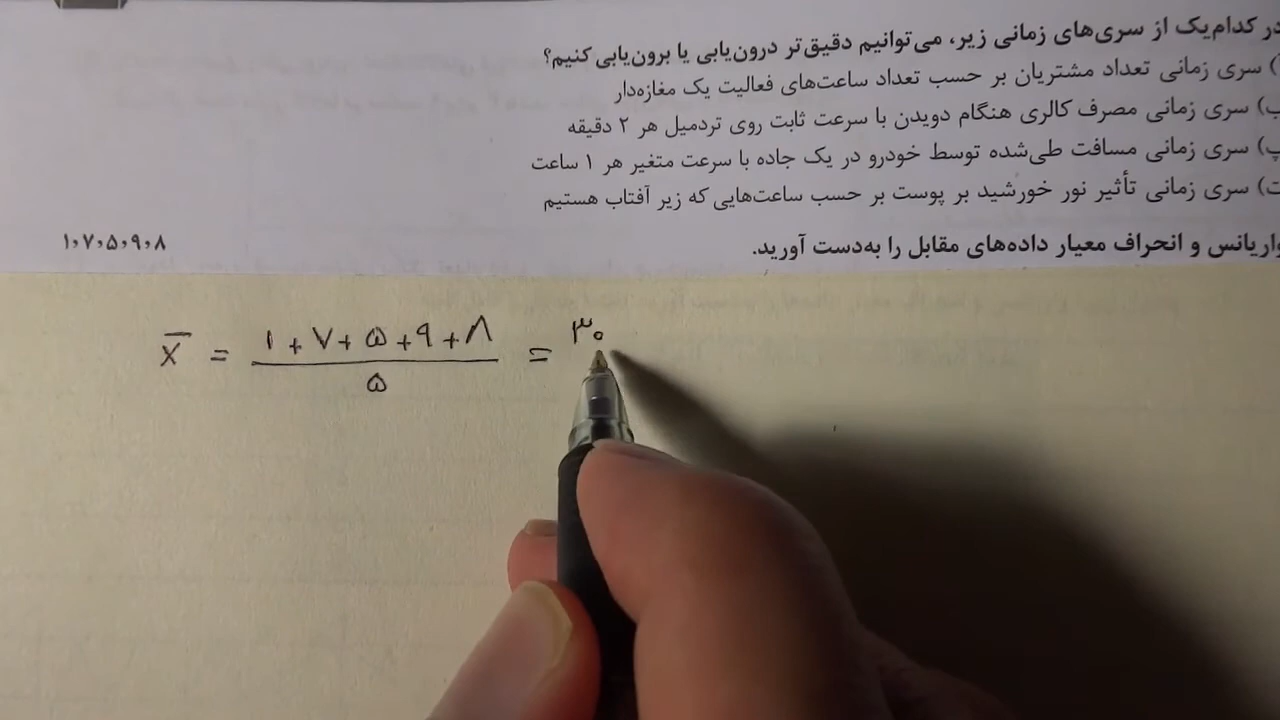 در کدام‌یک از سری‌های زمانی زیر، می‌توانیم دقیق‌تر درون‌یابی یا برون‌یابی کنیم؟
) سری زمانی تعداد مشتریان بر حسب تعداد ساعت‌های فعالیت یک مغازه‌دار
ب) سری زمانی مصرف کالری هنگام دویدن با سرعت ثابت روی تردمیل هر ۲ دقیقه
پ) سری زمانی مسافت طی‌شده توسط خودرو در یک جاده با سرعت متغیر هر ۱ ساعت
ت) سری زمانی تأثیر نور خورشید بر پوست بر حسب ساعت‌هایی که زیر آفتاب هستیم
واریانس و انحراف معیار داده‌های مقابل را به‌دست آورید. ۱،۷،۵،۹،۸
x̄ = (۱ + ۷ + ۵ + ۹ + ۸) / ۵ = ۳۰